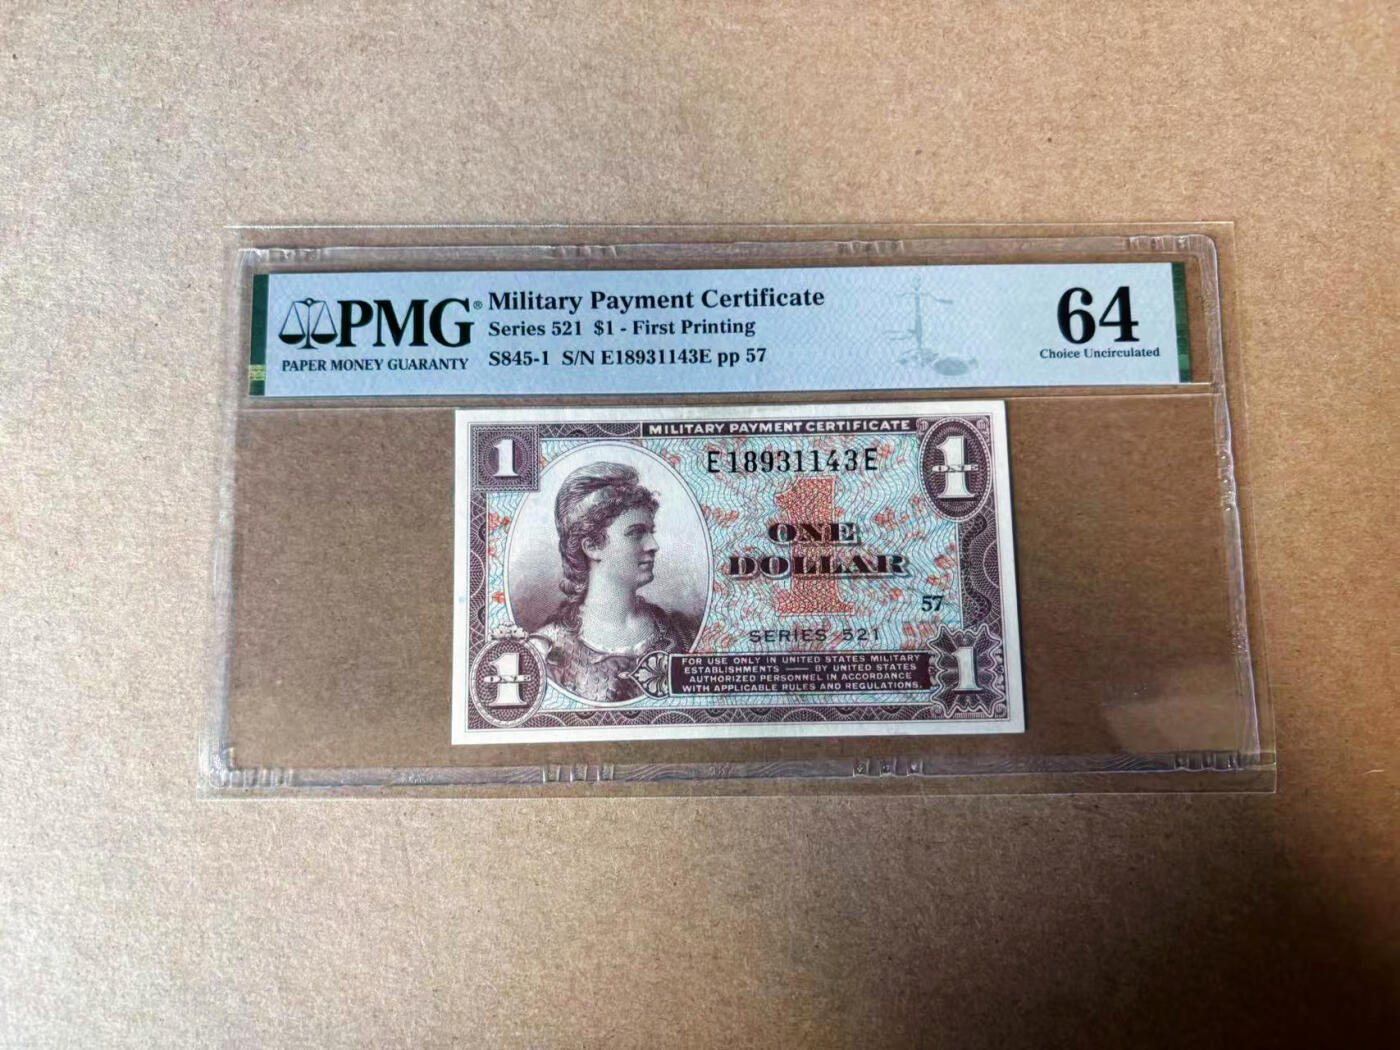 PMG®
PAPER MONEY GUARANTY
Military Payment Certificate
Series 521 $1 - First Printing
S845-1 S/N E18931143E pp 57
64
Choice Uncirculated
MILITARY PAYMENT CERTIFICATE
1
E18931143E
1
ONE
1
ONE
DOLLAR
57
SERIES 521
1
ONE
FOR USE ONLY IN UNITED STATES MILITARY
ESTABLISHMENTS — BY UNITED STATES
AUTHORIZED PERSONNEL IN ACCORDANCE
WITH APPLICABLE RULES AND REGULATIONS.
1